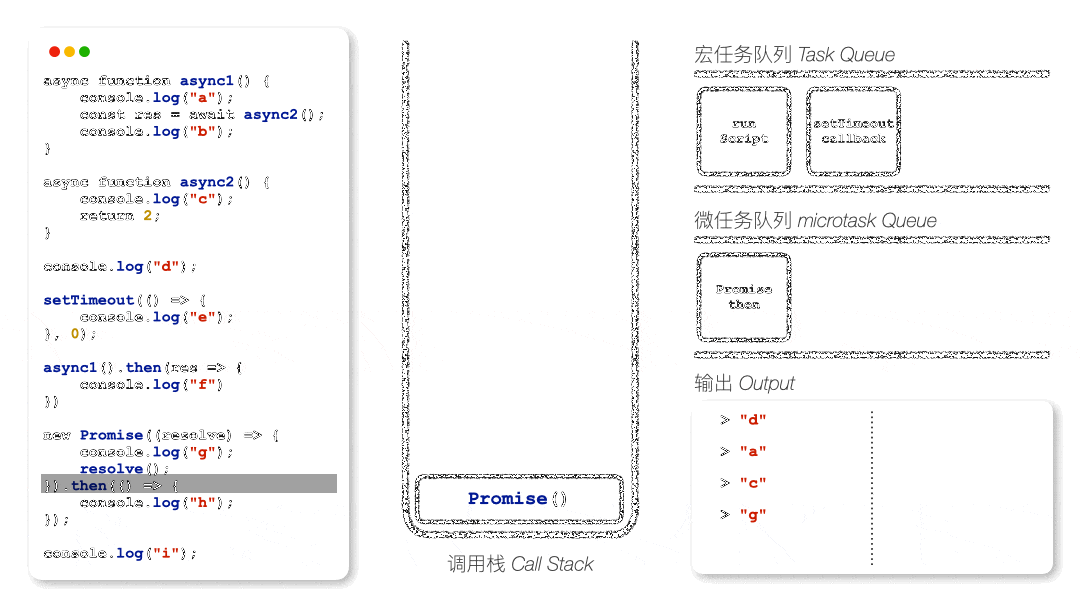 async function async1() {
    console.log("a");
    const res = await async2();
    console.log("b");
}
async function async2() {
    console.log("c");
    return 2;
}
console.log("d");
setTimeout(() => {
    console.log("e");
}, 0);
async1().then(res => {
    console.log("f")
})
new Promise((resolve) => {
    console.log("g");
    resolve();
}).then(() => {
    console.log("h");
});
console.log("i");
Promise()
调用栈 Call Stack
宏任务队列 Task Queue
run
Script
setTimeout
callback
微任务队列 microtask Queue
Promise
then
输出 Output
> "d"
> "a"
> "c"
> "g"